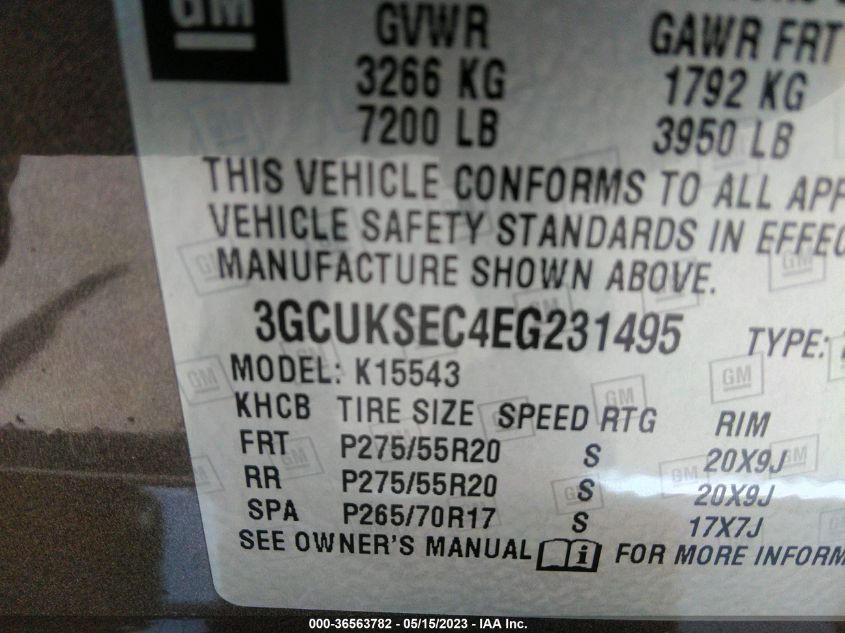 GM
GVWR GAWR FRT
3266 KG 1792 KG
7200 LB 3950 LB
THIS VEHICLE CONFORMS TO ALL
VEHICLE SAFETY STANDARDS IN
MANUFACTURE SHOWN ABOVE.
3GCUKSEC4EG231495 TYPE:
MODEL: K15543
KHCB TIRE SIZE SPEED RTG RIM
FRT P275/55R20 S 20X9J
RR P275/55R20 S 20X9J
SPA P265/70R17 S 17X7J
SEE OWNER'S MANUAL i FOR MORE
000-36563782 - 05/15/2023 - IAA Inc.